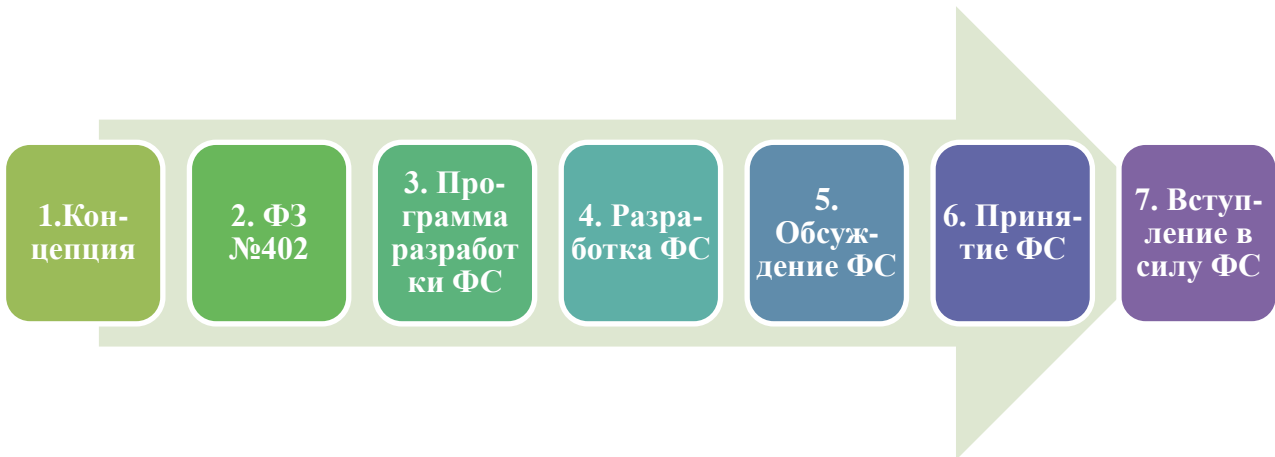 1.Кон-
цепция
2. ФЗ
№402
3. Про-
грамма
разработ
ки ФС
4. Разра-
ботка ФС
5.
Обсуж-
дение ФС
6. Приня-
тие ФС
7. Вступ-
ление в
силу ФС